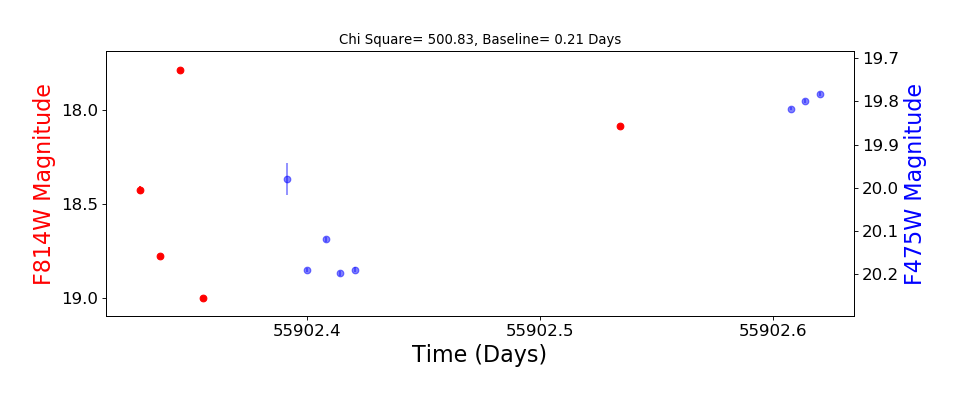 Chi Square= 500.83, Baseline= 0.21 Days
F814W Magnitude
18.0
18.5
19.0
19.7
19.8
19.9
20.0
20.1
20.2
F475W Magnitude
55902.4 55902.5 55902.6
Time (Days)